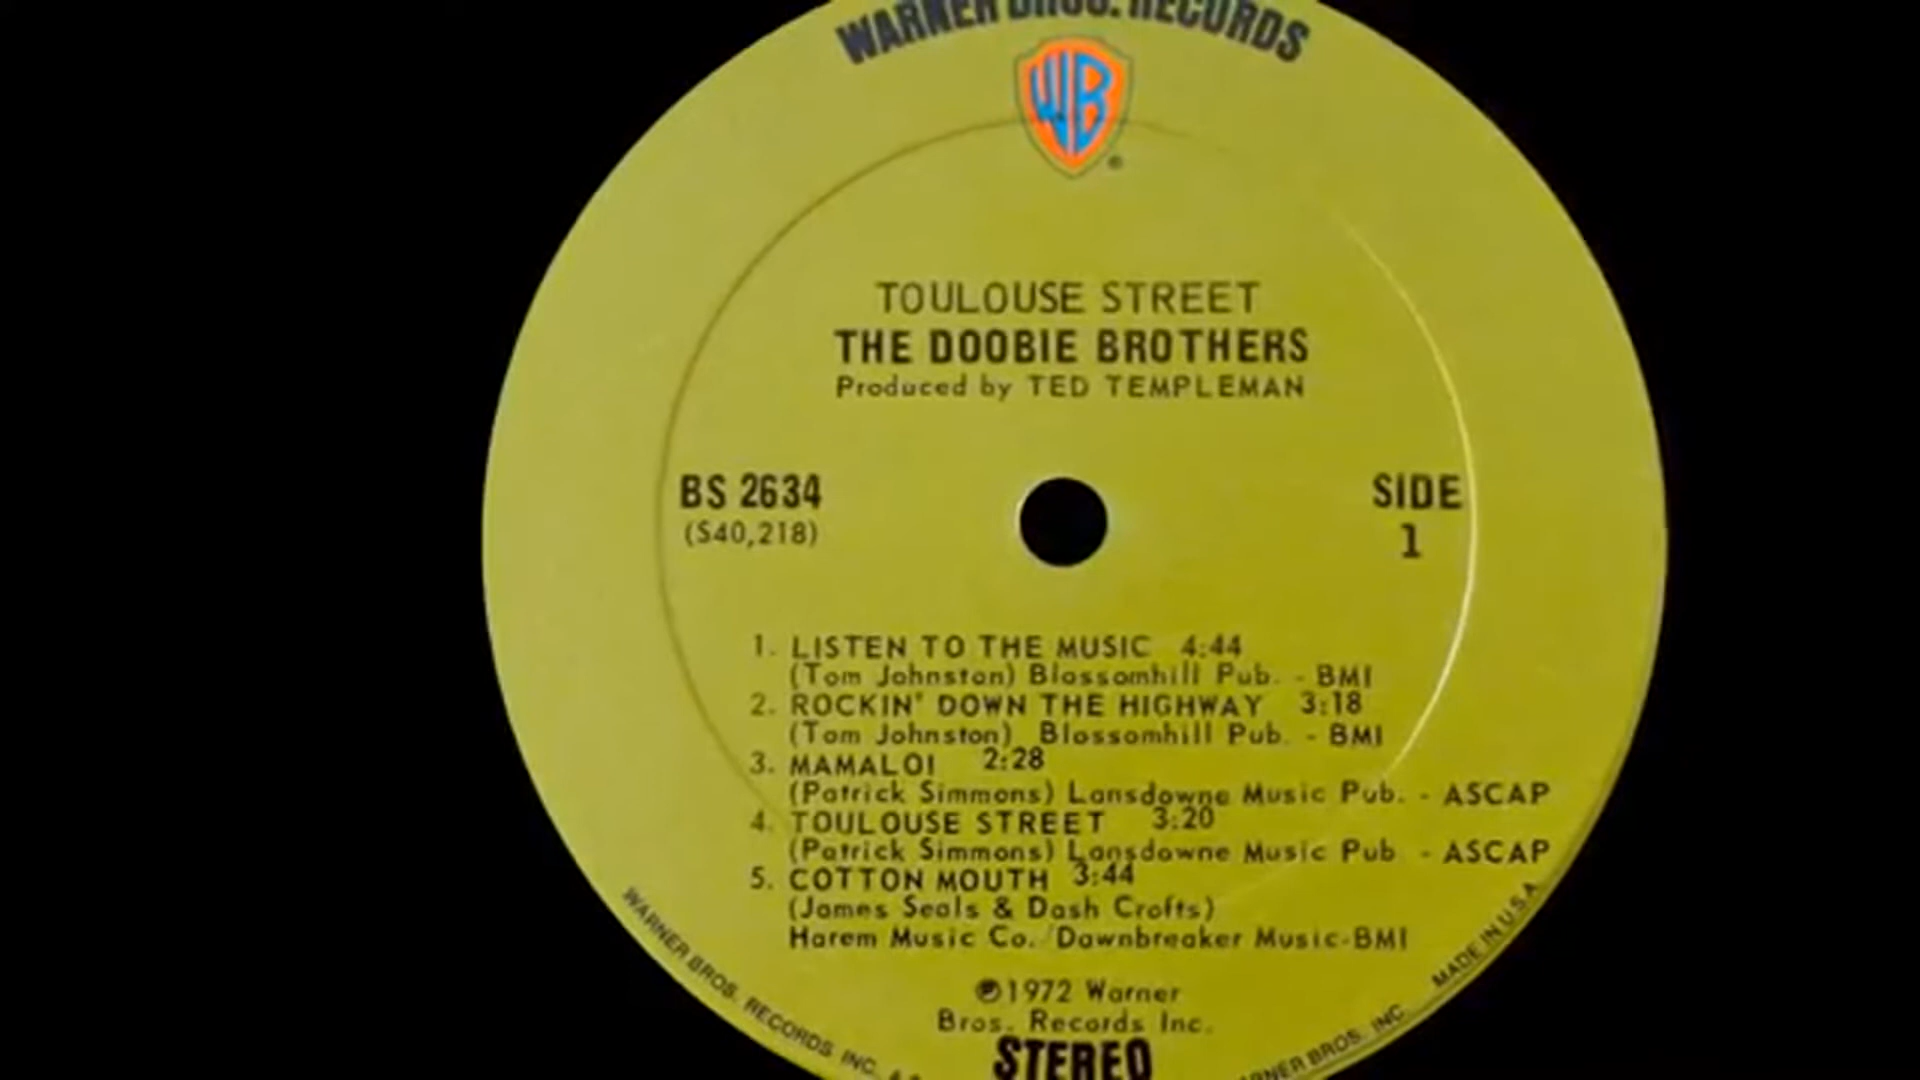 WARNER BROS. RECORDS
WB
®
TOULOUSE STREET
THE DOOBIE BROTHERS
Produced by TED TEMPLEMAN
BS 2634
(S40,218)
SIDE
1
1. LISTEN TO THE MUSIC 4:44
(Tom Johnston) Blossomhill Pub. - BMI
2. ROCKIN' DOWN THE HIGHWAY 3:18
(Tom Johnston) Blossomhill Pub. - BMI
3. MAMALOI 2:28
(Patrick Simmons) Lansdowne Music Pub. - ASCAP
4. TOULOUSE STREET 3:20
(Patrick Simmons) Lansdowne Music Pub - ASCAP
5. COTTON MOUTH 3:44
(James Seals & Dash Crofts)
Harem Music Co. Dawnbreaker Music-BMI
℗1972 Warner
Bros. Records Inc.
STEREO
WARNER BROS. RECORDS INC.
WARNER BROS. INC.
MADE IN U.S.A.